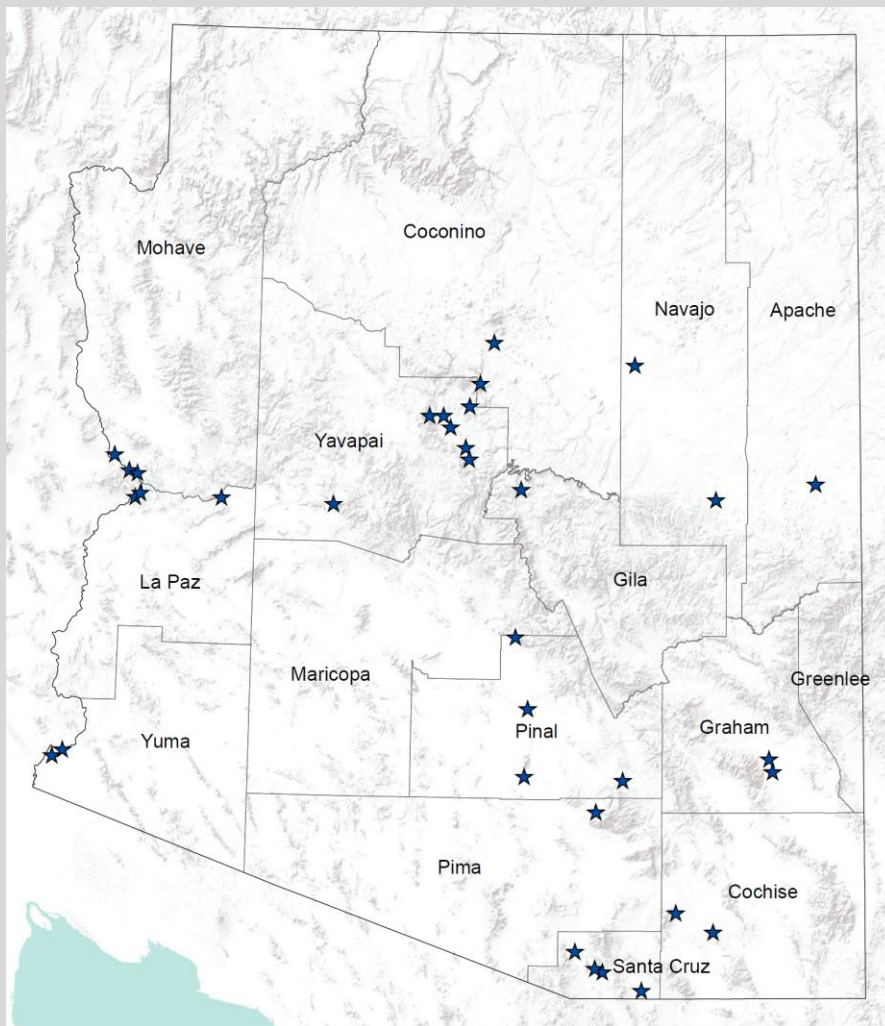 Coconino
Mohave
Navajo
Apache
Yavapai
La Paz
Gila
Maricopa
Greenlee
Pinal
Graham
Yuma
Pima
Cochise
Santa Cruz